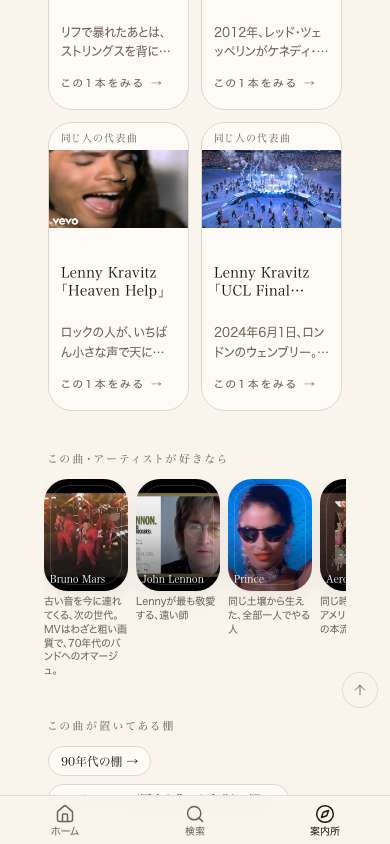 リフで暴れたあとは、
ストリングスを背に…
この1本をみる →
2012年、レッド・ツェ
ッペリンがケネディ・…
この1本をみる →
同じ人の代表曲
vevo
Lenny Kravitz
「Heaven Help」
ロックの人が、いちば
ん小さな声で天に…
この1本をみる →
同じ人の代表曲
Lenny Kravitz
「UCL Final…
2024年6月1日、ロン
ドンのウェンブリー。…
この1本をみる →
この曲・アーティストが好きなら
Bruno Mars
古い音を今に連れ
てくる、次の世代。
MVはわざと粗い画
質で、70年代のバ
ンドへのオマージ
ュ。
NNON.
John Lennon
Lennyが最も敬愛
する、遠い師
Prince
同じ土壌から生え
た、全部一人でやる
人
Aero
同じ時
アメリ
の本流
この曲が置いてある棚
90年代の棚 →
ホーム
検索
案内所